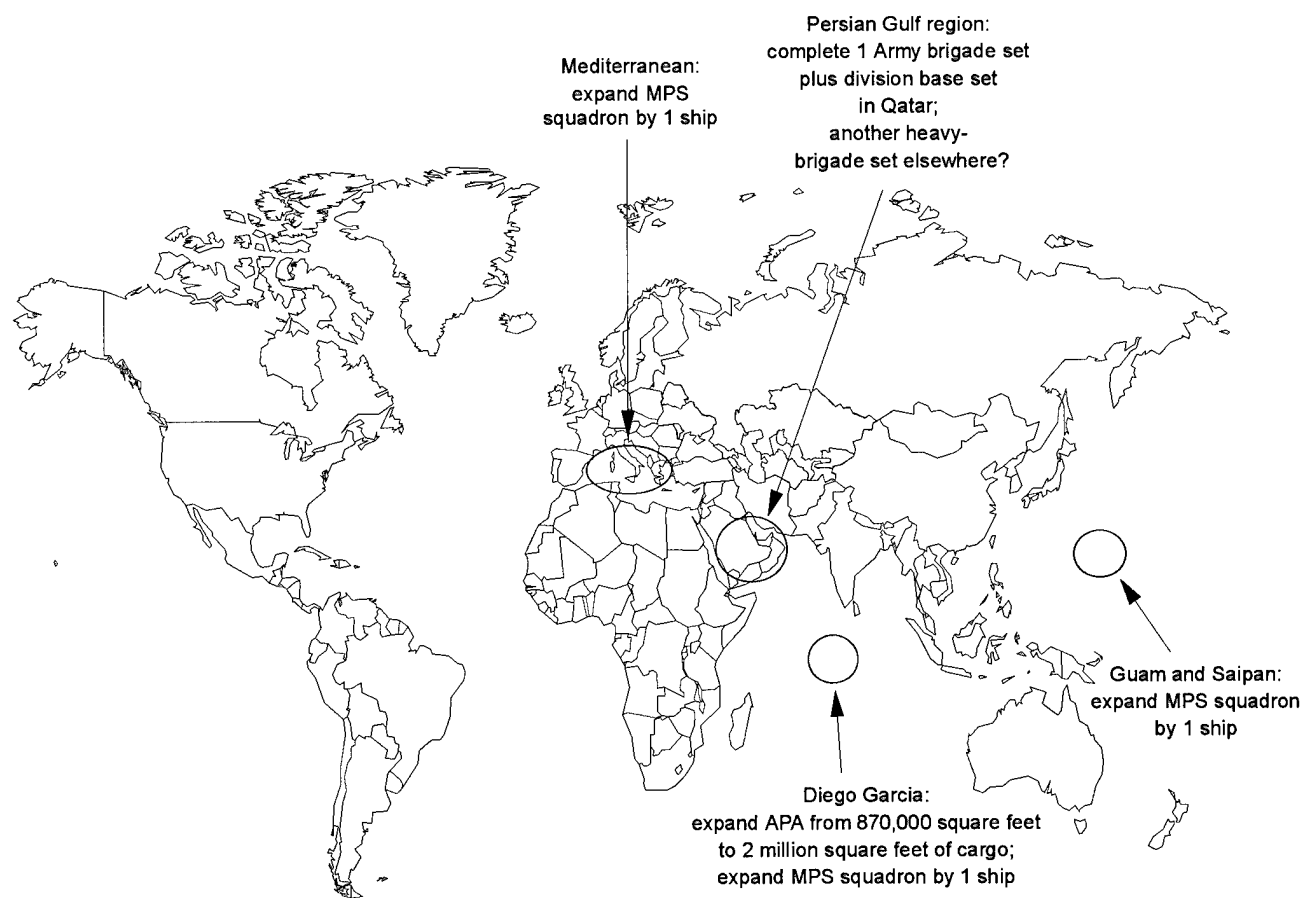 Persian Gulf region:
complete 1 Army brigade set
plus division base set
in Qatar;
another heavy-
brigade set elsewhere?
Mediterranean:
expand MPS
squadron by 1 ship
Guam and Saipan:
expand MPS squadron
by 1 ship
Diego Garcia:
expand APA from 870,000 square feet
to 2 million square feet of cargo;
expand MPS squadron by 1 ship